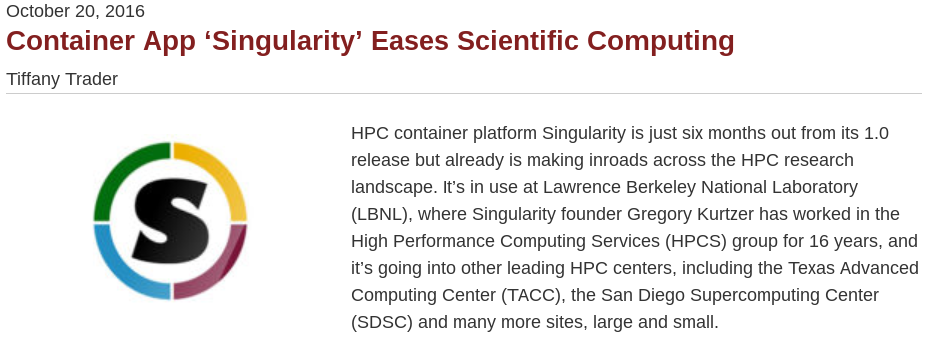 October 20, 2016
Container App ‘Singularity’ Eases Scientific Computing
Tiffany Trader
HPC container platform Singularity is just six months out from its 1.0
release but already is making inroads across the HPC research
landscape. It’s in use at Lawrence Berkeley National Laboratory
(LBNL), where Singularity founder Gregory Kurtzer has worked in the
High Performance Computing Services (HPCS) group for 16 years, and
it’s going into other leading HPC centers, including the Texas Advanced
Computing Center (TACC), the San Diego Supercomputing Center
(SDSC) and many more sites, large and small.
S